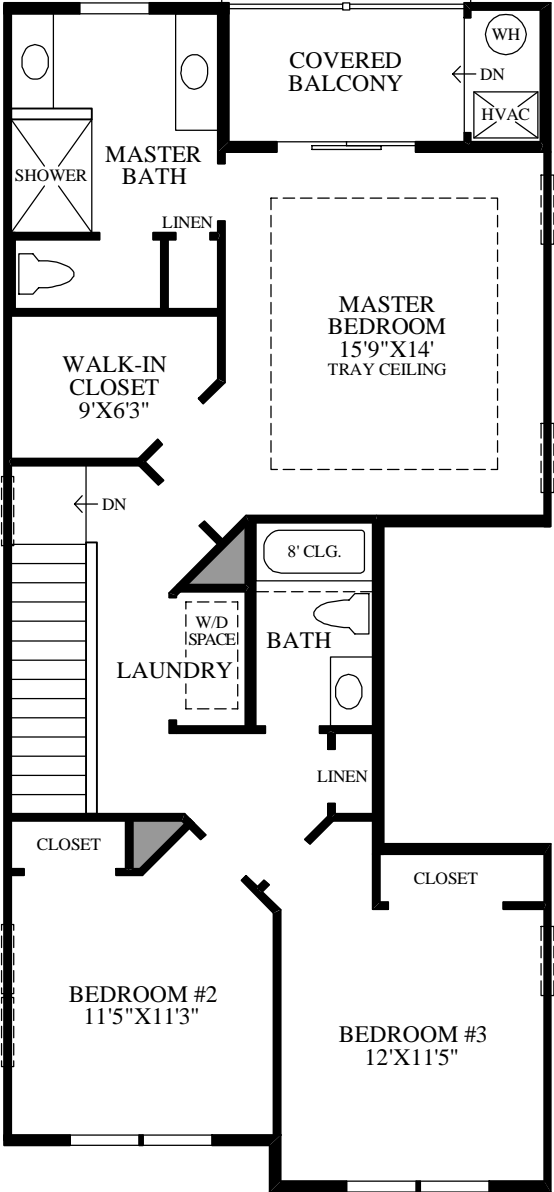 WH
COVERED
BALCONY
DN
HVAC
MASTER
BATH
SHOWER
LINEN
MASTER
BEDROOM
15'9"X14'
TRAY CEILING
WALK-IN
CLOSET
9'X6'3"
DN
8' CLG.
W/D
SPACE
BATH
LAUNDRY
LINEN
CLOSET
CLOSET
BEDROOM #2
11'5"X11'3"
BEDROOM #3
12'X11'5"